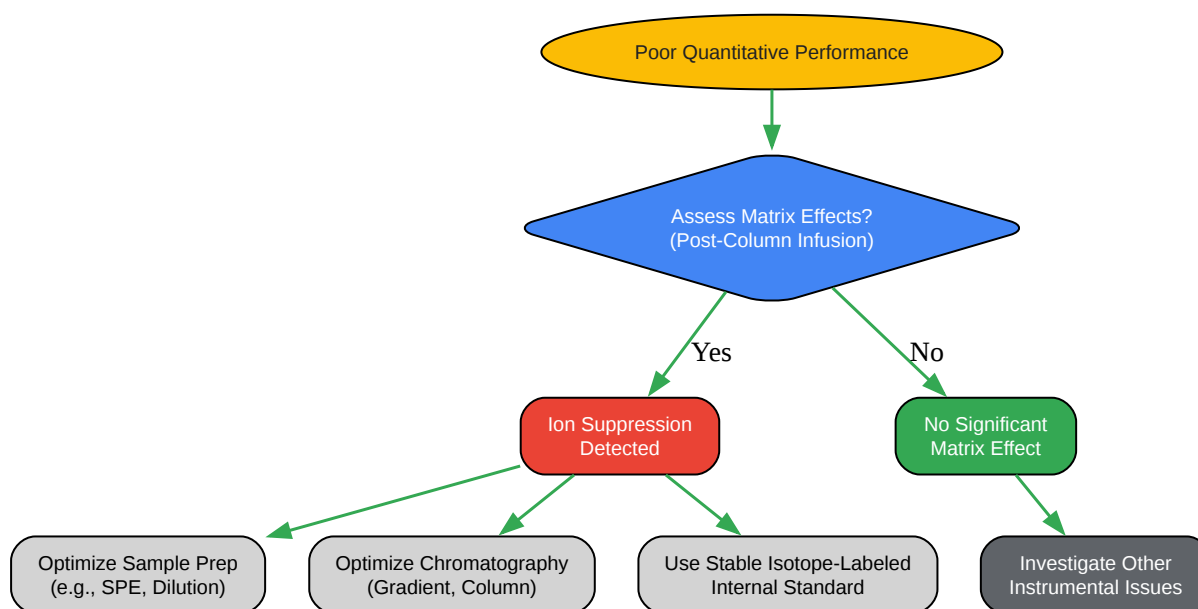 Poor Quantitative Performance
Assess Matrix Effects?
(Post-Column Infusion)
Yes
No
Ion Suppression
Detected
No Significant
Matrix Effect
Optimize Sample Prep
(e.g., SPE, Dilution)
Optimize Chromatography
(Gradient, Column)
Use Stable Isotope-Labeled
Internal Standard
Investigate Other
Instrumental Issues